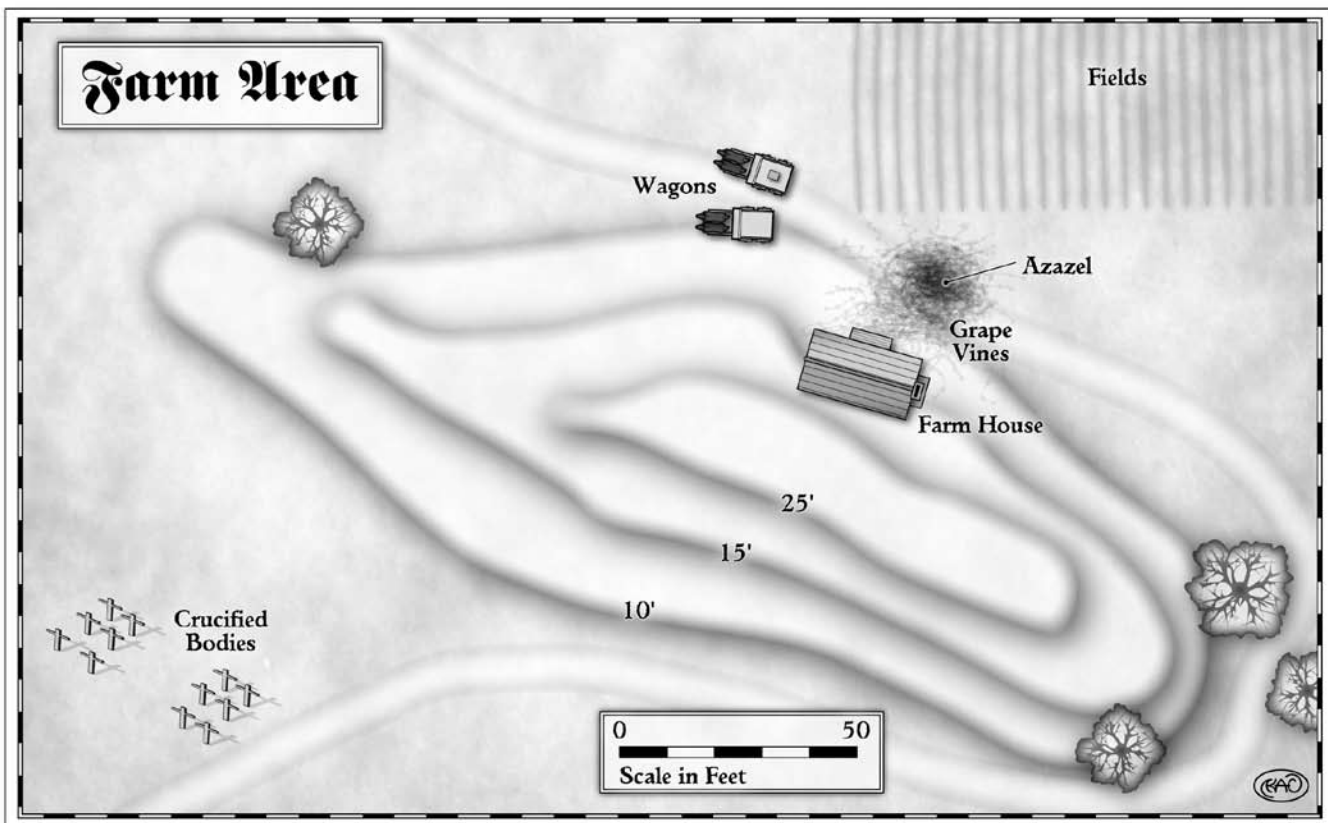 Farm Area
Fields
Wagons
Azazel
Grape
Vines
Farm House
25'
15'
10'
Crucified
Bodies
0 50
Scale in Feet
KAO